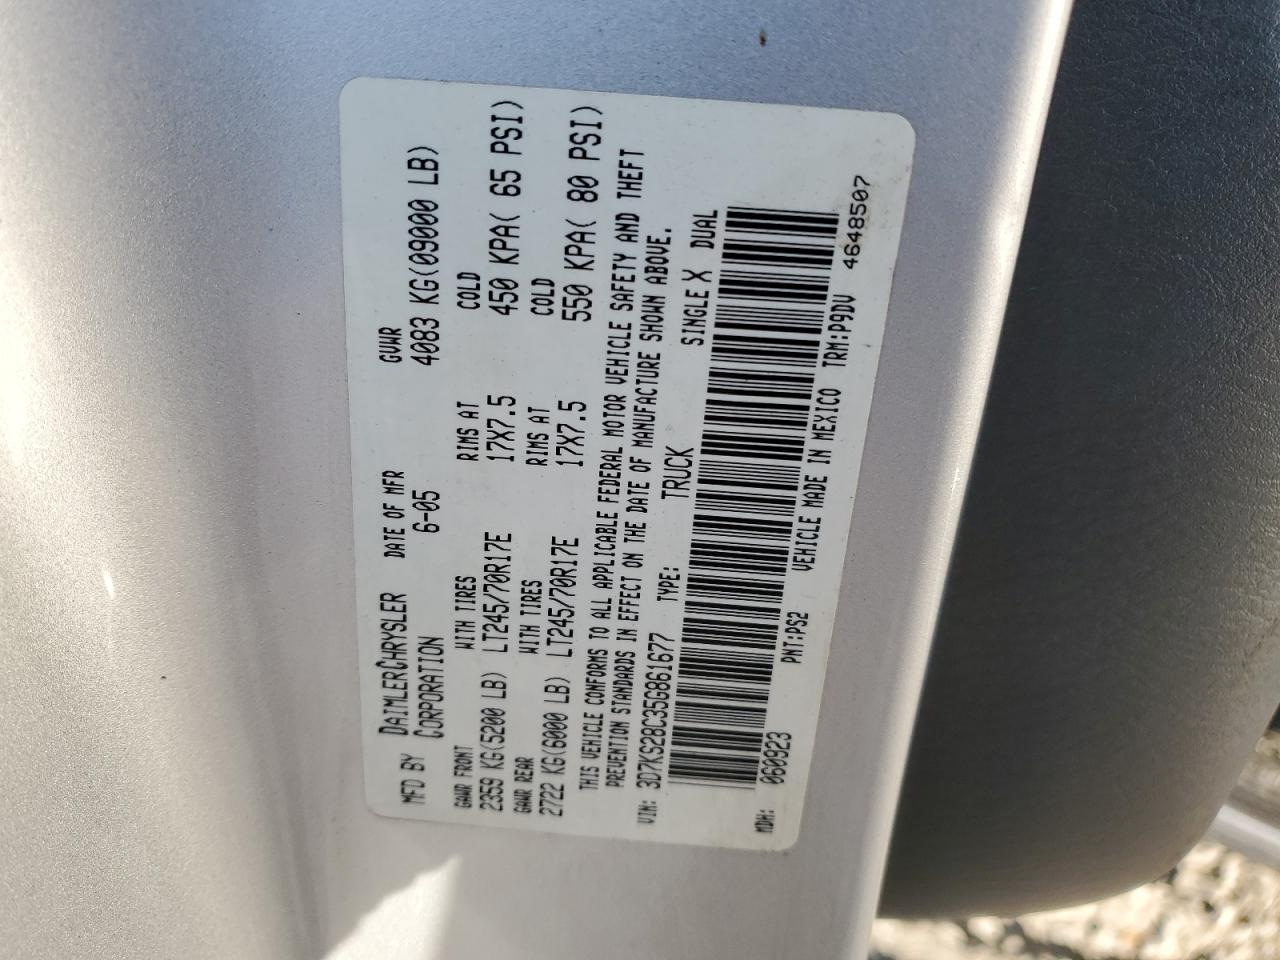 MFD BY DAIMLERCHRYSLER DATE OF MFR GVWR
CORPORATION 6-05 4083 KG(09000 LB)
GAWR FRONT WITH TIRES RIMS AT COLD
2359 KG(5200 LB) LT245/70R17E 17X7.5 450 KPA( 65 PSI)
GAWR REAR WITH TIRES RIMS AT COLD
2722 KG(6000 LB) LT245/70R17E 17X7.5 550 KPA( 80 PSI)
THIS VEHICLE CONFORMS TO ALL APPLICABLE FEDERAL MOTOR VEHICLE SAFETY AND THEFT
PREVENTION STANDARDS IN EFFECT ON THE DATE OF MANUFACTURE SHOWN ABOVE.
VIN: 3D7KS28C35G861677 TYPE: TRUCK SINGLE X DUAL
MDH: 060923 PNT:PS2 VEHICLE MADE IN MEXICO TRM:P9DV 4648507